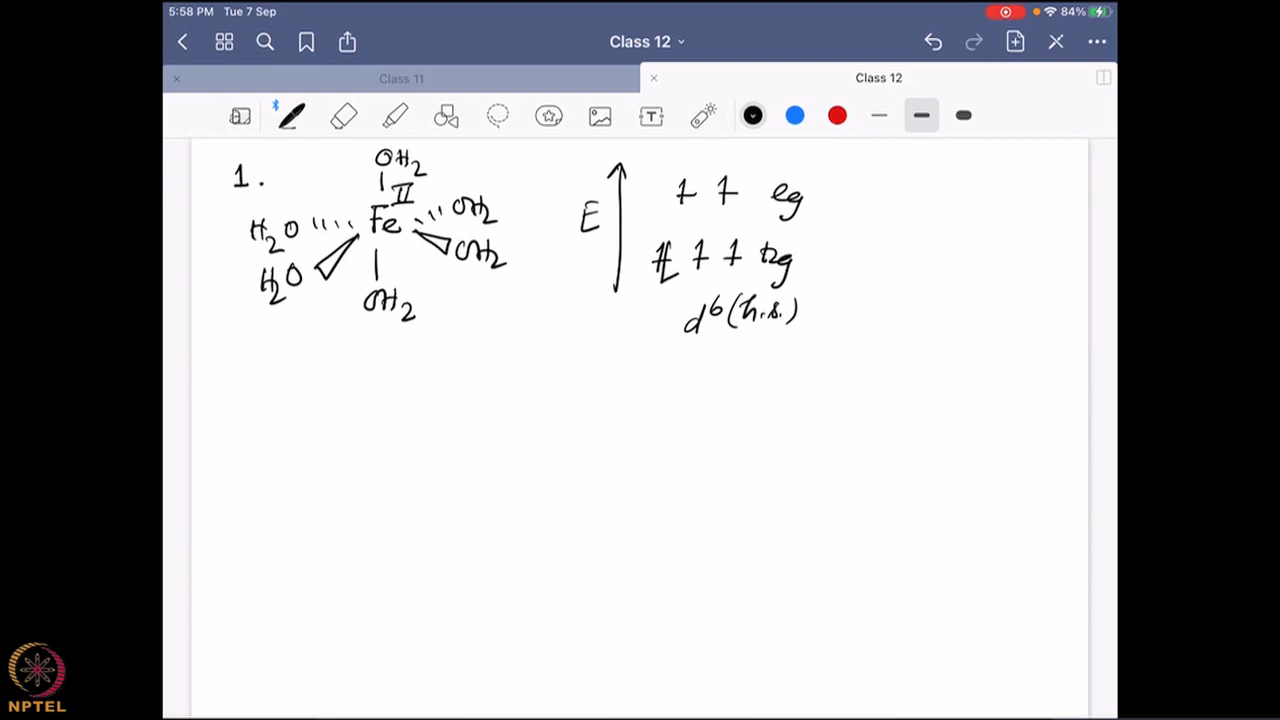 5:58 PM Tue 7 Sep
84%
Class 12
Class 11
Class 12
T
1.
OH2
II
H2O Fe OH2
H2O OH2
OH2
E
eg
t2g
d6 (h.s.)
NPTEL